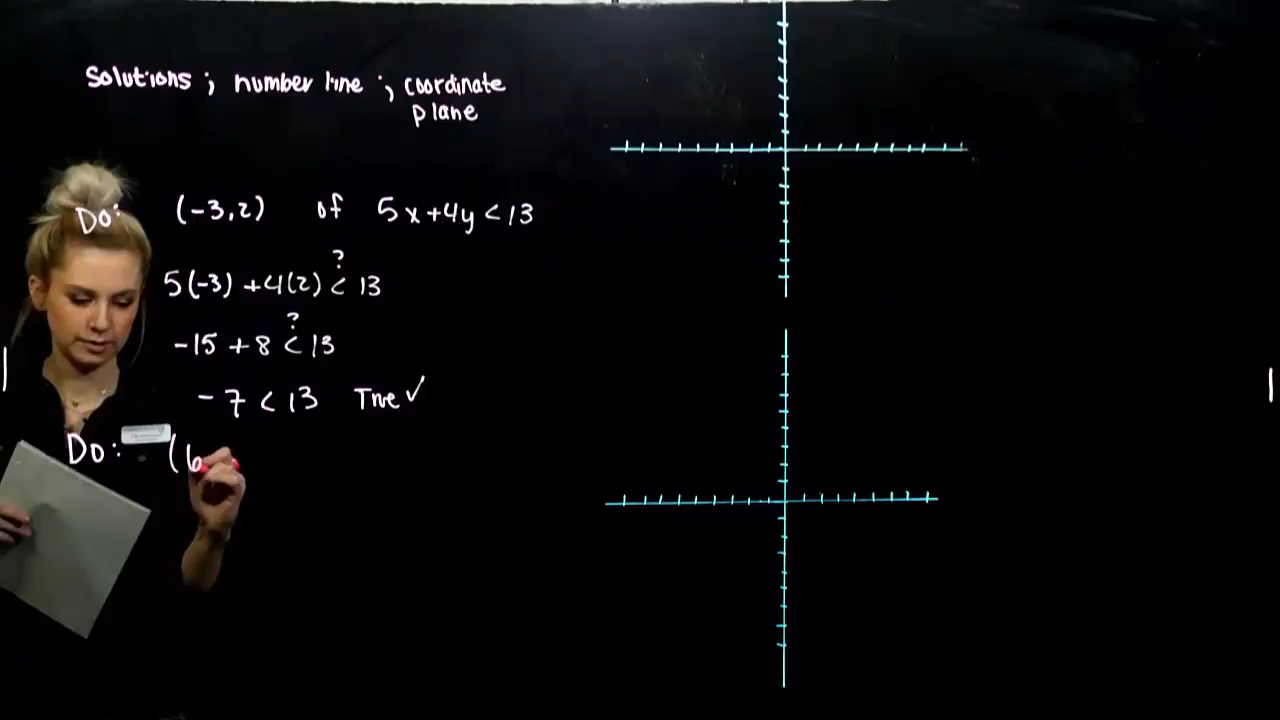 Solutions ; number line ; coordinate
plane
Do: (-3,2) of 5x+4y<13
?
5(-3) +4(2) < 13
?
-15 + 8 < 13
-7 < 13 True ✓
Do: (6